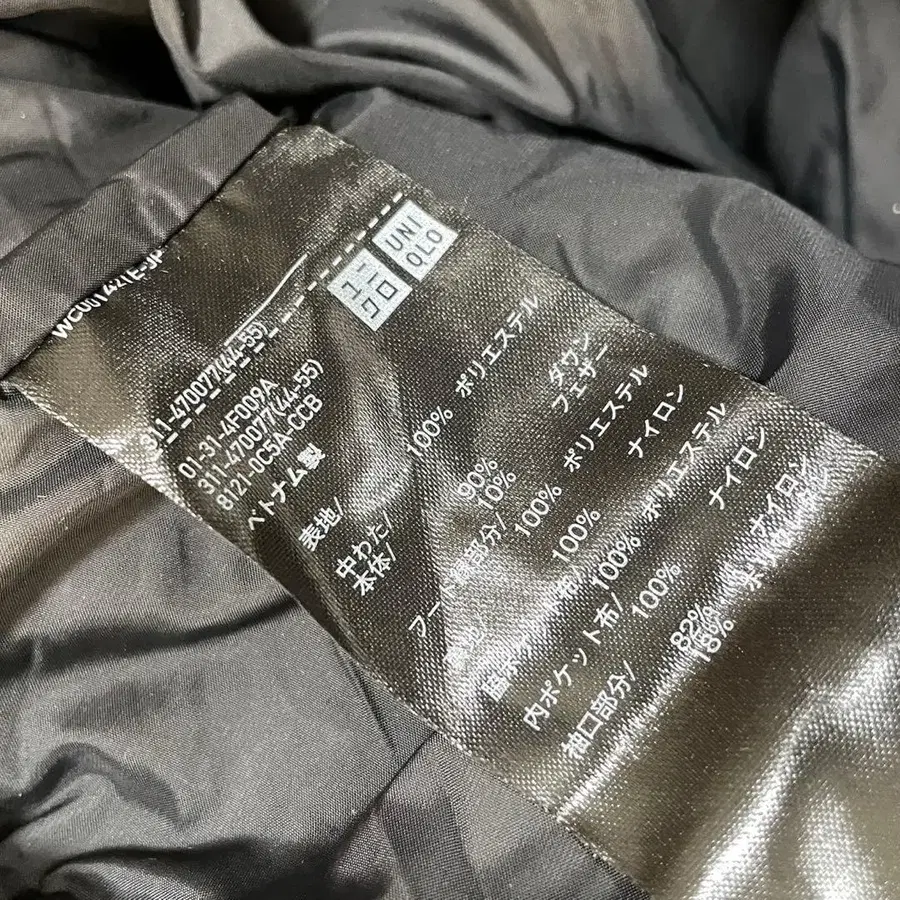 WC001421E-JP
ユニクロ
UNI
QLO
311-470077(44-55)
01-31-4F009A
311-470077(44-55)
8121-0C5A-CCB
ベトナム製
表地/ 100% ポリエステル
中わた/
本体/ 90% ダウン
10% フェザー
100% ポリエステル
100% ナイロン
100% ポリエステル
内ポケット布/ 100% ナイロン
袖口部分/ 82% ナイロン
18%